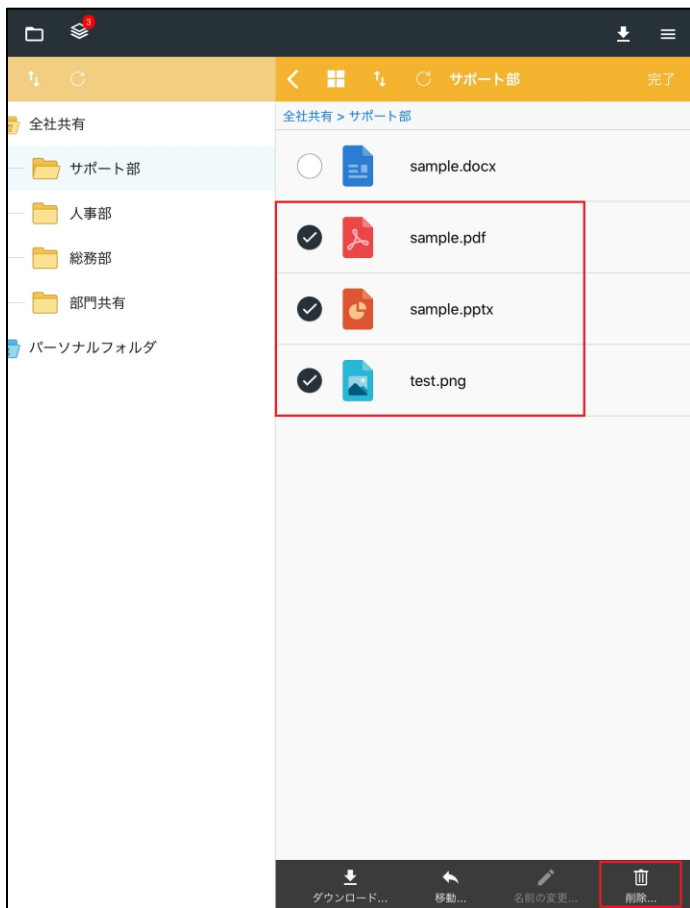 3
サポート部 完了
全社共有
全社共有 > サポート部
サポート部
人事部
総務部
部門共有
パーソナルフォルダ
sample.docx
sample.pdf
sample.pptx
test.png
ダウンロード... 移動... 名前の変更... 削除...